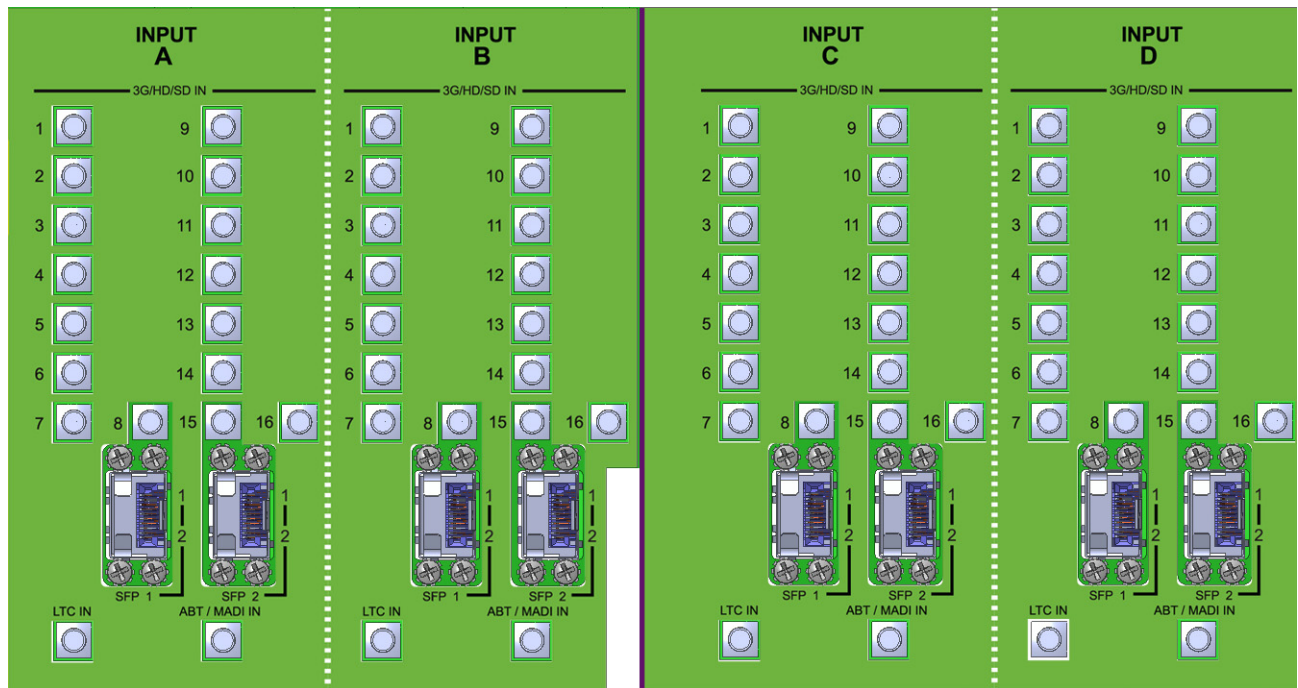 INPUT
A
3G/HD/SD IN
1 9
2 10
3 11
4 12
5 13
6 14
7 8 15 16
1 1
2 2
SFP 1 SFP 2
LTC IN ABT / MADI IN
INPUT
B
3G/HD/SD IN
1 9
2 10
3 11
4 12
5 13
6 14
7 8 15 16
1 1
2 2
SFP 1 SFP 2
LTC IN ABT / MADI IN
INPUT
C
3G/HD/SD IN
1 9
2 10
3 11
4 12
5 13
6 14
7 8 15 16
1 1
2 2
SFP 1 SFP 2
LTC IN ABT / MADI IN
INPUT
D
3G/HD/SD IN
1 9
2 10
3 11
4 12
5 13
6 14
7 8 15 16
1 1
2 2
SFP 1 SFP 2
LTC IN ABT / MADI IN